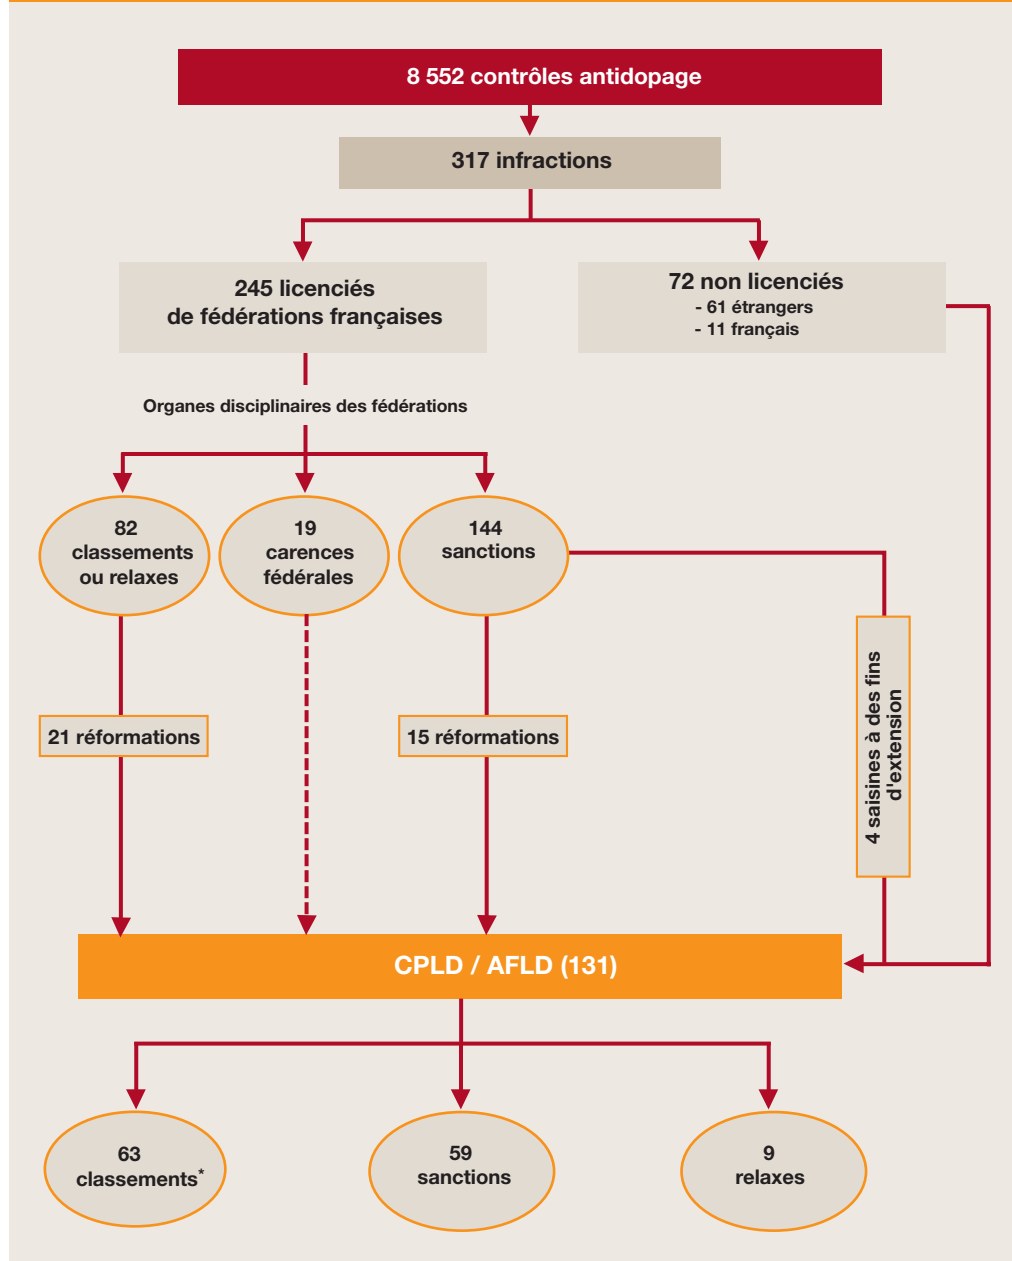 8 552 contrôles antidopage
317 infractions
245 licenciés
de fédérations françaises
72 non licenciés
- 61 étrangers
- 11 français
Organes disciplinaires des fédérations
82
classements
ou relaxes
19
carences
fédérales
144
sanctions
21 réformations
15 réformations
4 saisines à des fins
d'extension
CPLD / AFLD (131)
63
classements*
59
sanctions
9
relaxes